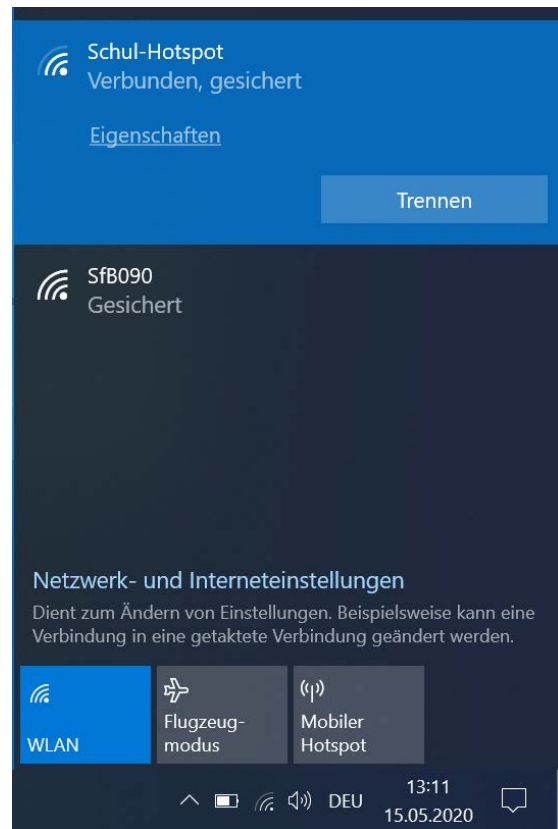 Schul-Hotspot
Verbunden, gesichert
Eigenschaften
Trennen
SfB090
Gesichert
Netzwerk- und Interneteinstellungen
Dient zum Ändern von Einstellungen. Beispielsweise kann eine
Verbindung in eine getaktete Verbindung geändert werden.
WLAN
Flugzeug-
modus
Mobiler
Hotspot
DEU
13:11
15.05.2020